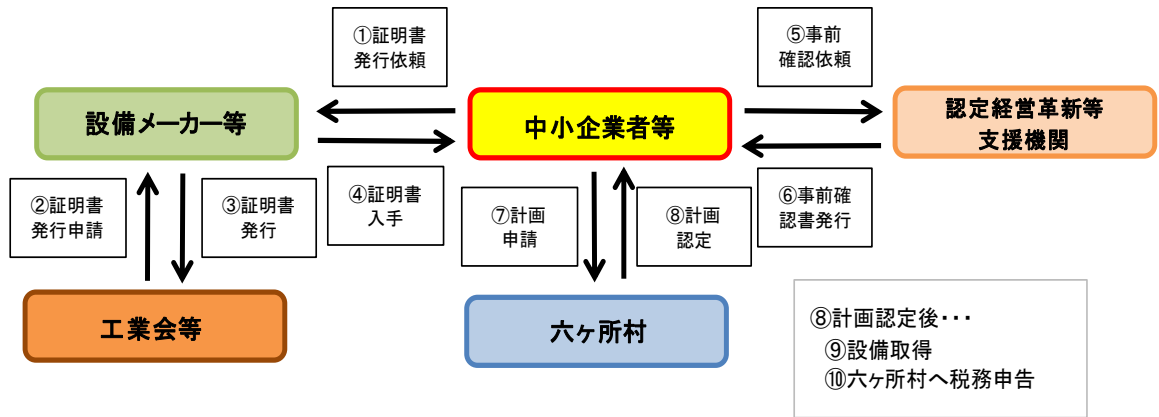 ①証明書
発行依頼
⑤事前
確認依頼
設備メーカー等
中小企業者等
認定経営革新等
支援機関
②証明書
発行申請
③証明書
発行
④証明書
入手
⑦計画
申請
⑧計画
認定
⑥事前確
認書発行
工業会等
六ヶ所村
⑧計画認定後・・・
⑨設備取得
⑩六ヶ所村へ税務申告